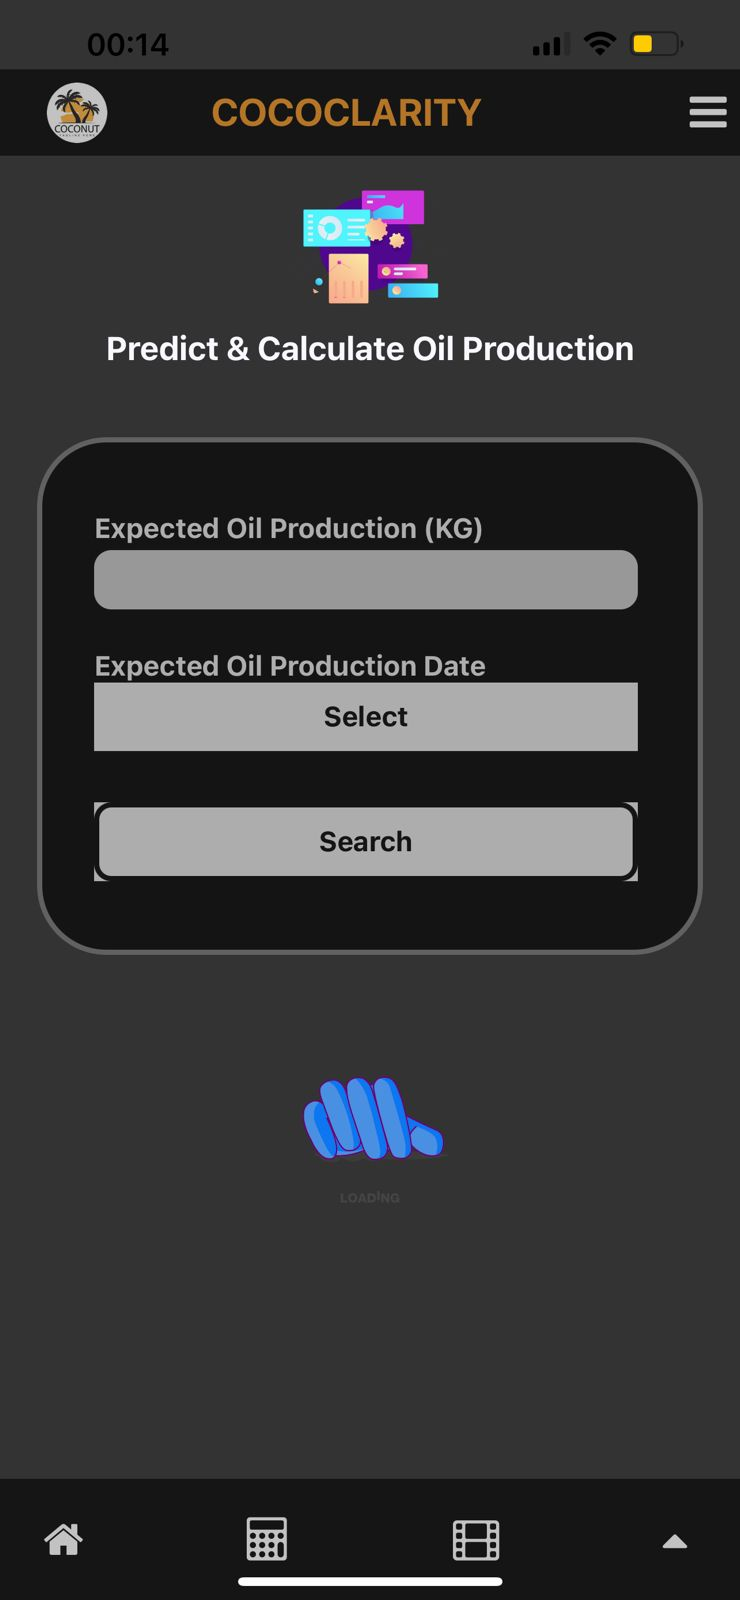 00:14
COCONUT
COCOCLARITY
Predict & Calculate Oil Production
Expected Oil Production (KG)
Expected Oil Production Date
Select
Search
LOADING